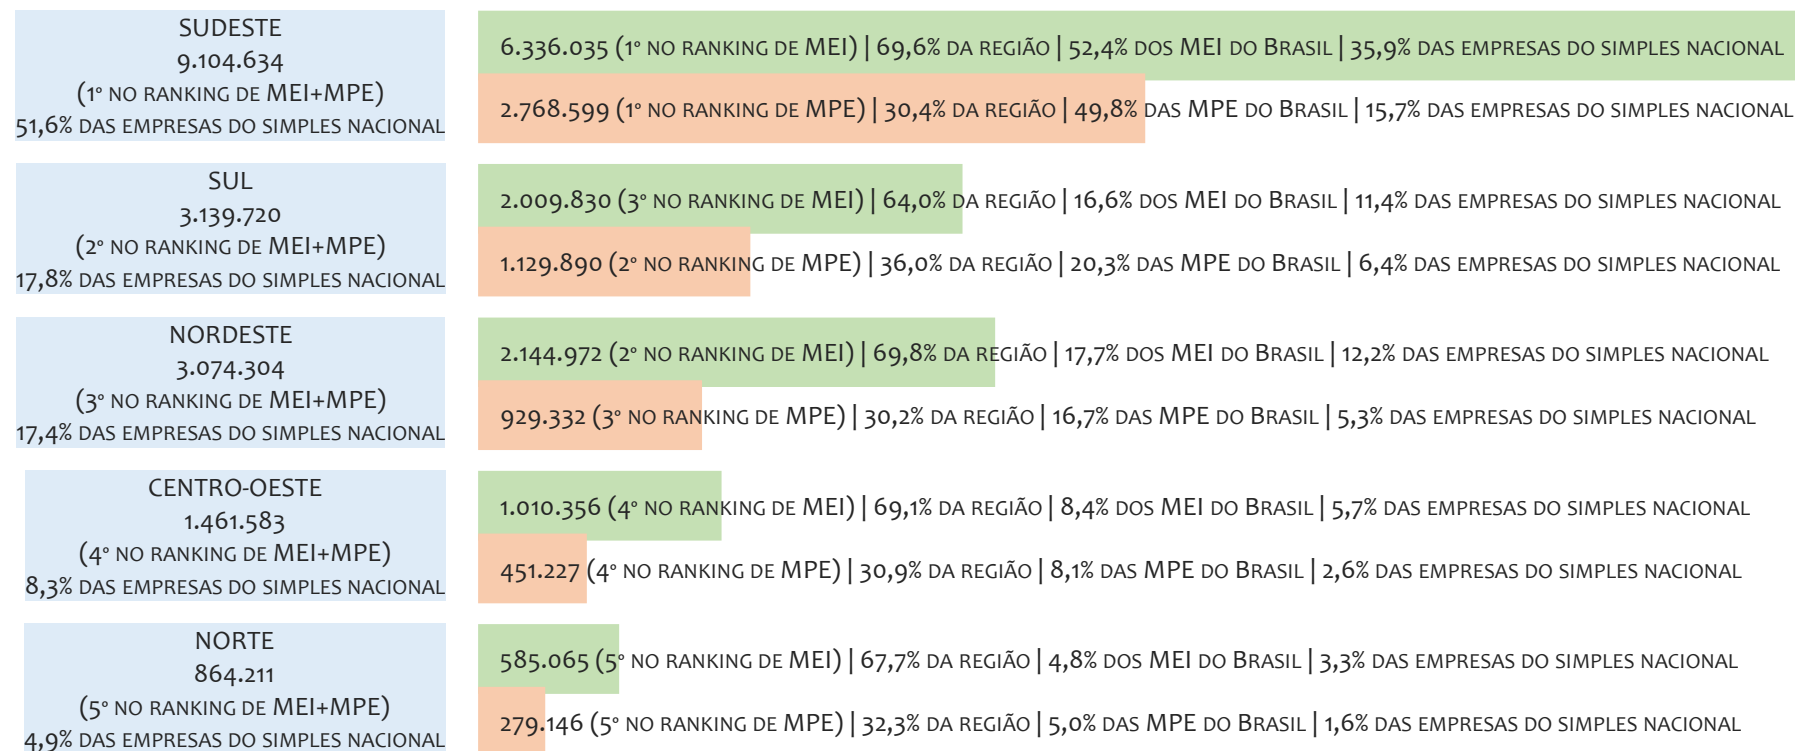 SUDESTE
9.104.634
(1º NO RANKING DE MEI+MPE)
51,6% DAS EMPRESAS DO SIMPLES NACIONAL
6.336.035 (1º NO RANKING DE MEI) | 69,6% DA REGIÃO | 52,4% DOS MEI DO BRASIL | 35,9% DAS EMPRESAS DO SIMPLES NACIONAL
2.768.599 (1º NO RANKING DE MPE) | 30,4% DA REGIÃO | 49,8% DAS MPE DO BRASIL | 15,7% DAS EMPRESAS DO SIMPLES NACIONAL
SUL
3.139.720
(2º NO RANKING DE MEI+MPE)
17,8% DAS EMPRESAS DO SIMPLES NACIONAL
2.009.830 (3º NO RANKING DE MEI) | 64,0% DA REGIÃO | 16,6% DOS MEI DO BRASIL | 11,4% DAS EMPRESAS DO SIMPLES NACIONAL
1.129.890 (2º NO RANKING DE MPE) | 36,0% DA REGIÃO | 20,3% DAS MPE DO BRASIL | 6,4% DAS EMPRESAS DO SIMPLES NACIONAL
NORDESTE
3.074.304
(3º NO RANKING DE MEI+MPE)
17,4% DAS EMPRESAS DO SIMPLES NACIONAL
2.144.972 (2º NO RANKING DE MEI) | 69,8% DA REGIÃO | 17,7% DOS MEI DO BRASIL | 12,2% DAS EMPRESAS DO SIMPLES NACIONAL
929.332 (3º NO RANKING DE MPE) | 30,2% DA REGIÃO | 16,7% DAS MPE DO BRASIL | 5,3% DAS EMPRESAS DO SIMPLES NACIONAL
CENTRO-OESTE
1.461.583
(4º NO RANKING DE MEI+MPE)
8,3% DAS EMPRESAS DO SIMPLES NACIONAL
1.010.356 (4º NO RANKING DE MEI) | 69,1% DA REGIÃO | 8,4% DOS MEI DO BRASIL | 5,7% DAS EMPRESAS DO SIMPLES NACIONAL
451.227 (4º NO RANKING DE MPE) | 30,9% DA REGIÃO | 8,1% DAS MPE DO BRASIL | 2,6% DAS EMPRESAS DO SIMPLES NACIONAL
NORTE
864.211
(5º NO RANKING DE MEI+MPE)
4,9% DAS EMPRESAS DO SIMPLES NACIONAL
585.065 (5º NO RANKING DE MEI) | 67,7% DA REGIÃO | 4,8% DOS MEI DO BRASIL | 3,3% DAS EMPRESAS DO SIMPLES NACIONAL
279.146 (5º NO RANKING DE MPE) | 32,3% DA REGIÃO | 5,0% DAS MPE DO BRASIL | 1,6% DAS EMPRESAS DO SIMPLES NACIONAL